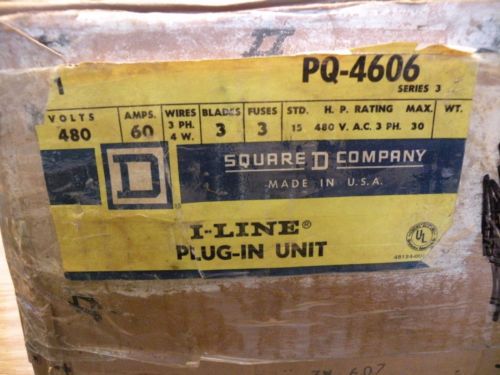 1 PQ-4606
SERIES 3
VOLTS AMPS. WIRES BLADES FUSES STD. H. P. RATING MAX. WT.
480 60 3 PH. 4 W. 3 3 15 480 V. A.C. 3 PH. 30
D SQUARE D COMPANY
MADE IN U.S.A.
I-LINE®
PLUG-IN UNIT
UL